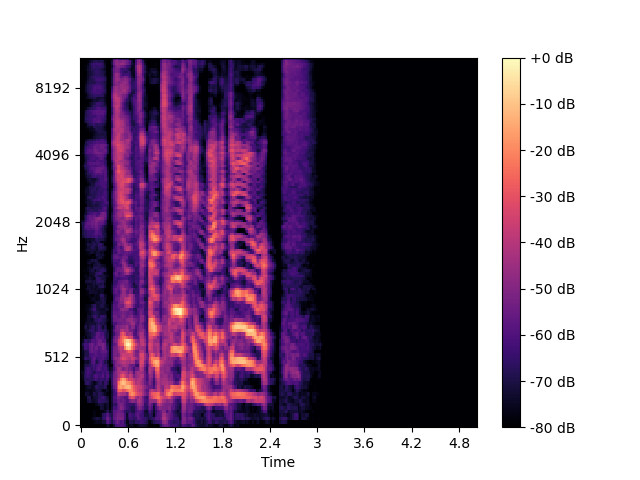 8192
4096
2048
1024
512
0
Hz
0 0.6 1.2 1.8 2.4 3 3.6 4.2 4.8
Time
+0 dB
-10 dB
-20 dB
-30 dB
-40 dB
-50 dB
-60 dB
-70 dB
-80 dB